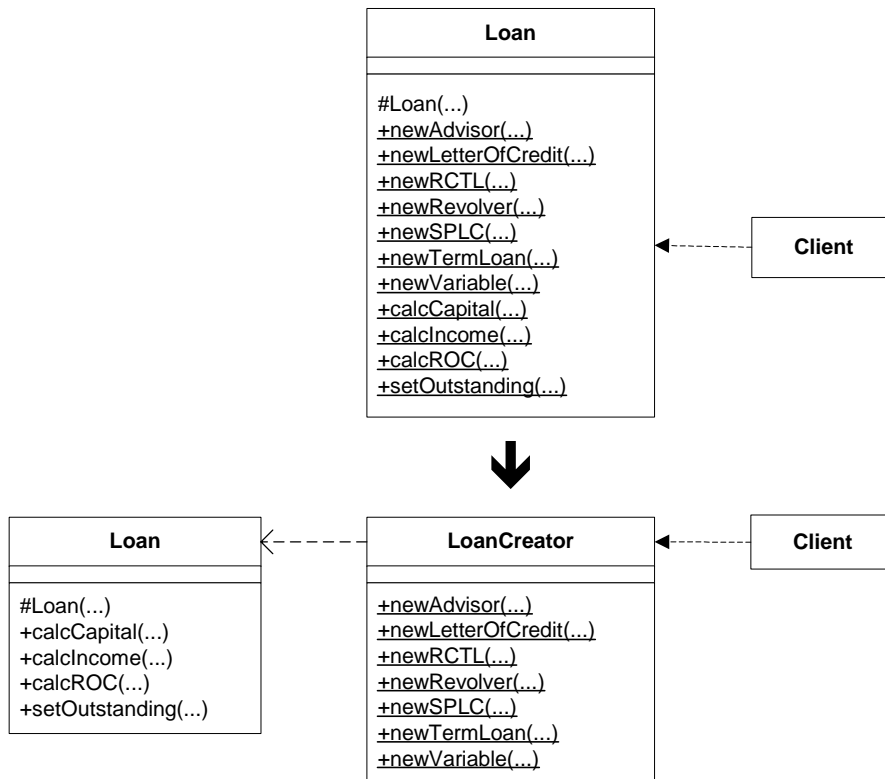 Loan
#Loan(...)
+newAdvisor(...)
+newLetterOfCredit(...)
+newRCTL(...)
+newRevolver(...)
+newSPLC(...)
+newTermLoan(...)
+newVariable(...)
+calcCapital(...)
+calcIncome(...)
+calcROC(...)
+setOutstanding(...)
Client
Loan
#Loan(...)
+calcCapital(...)
+calcIncome(...)
+calcROC(...)
+setOutstanding(...)
LoanCreator
+newAdvisor(...)
+newLetterOfCredit(...)
+newRCTL(...)
+newRevolver(...)
+newSPLC(...)
+newTermLoan(...)
+newVariable(...)
Client